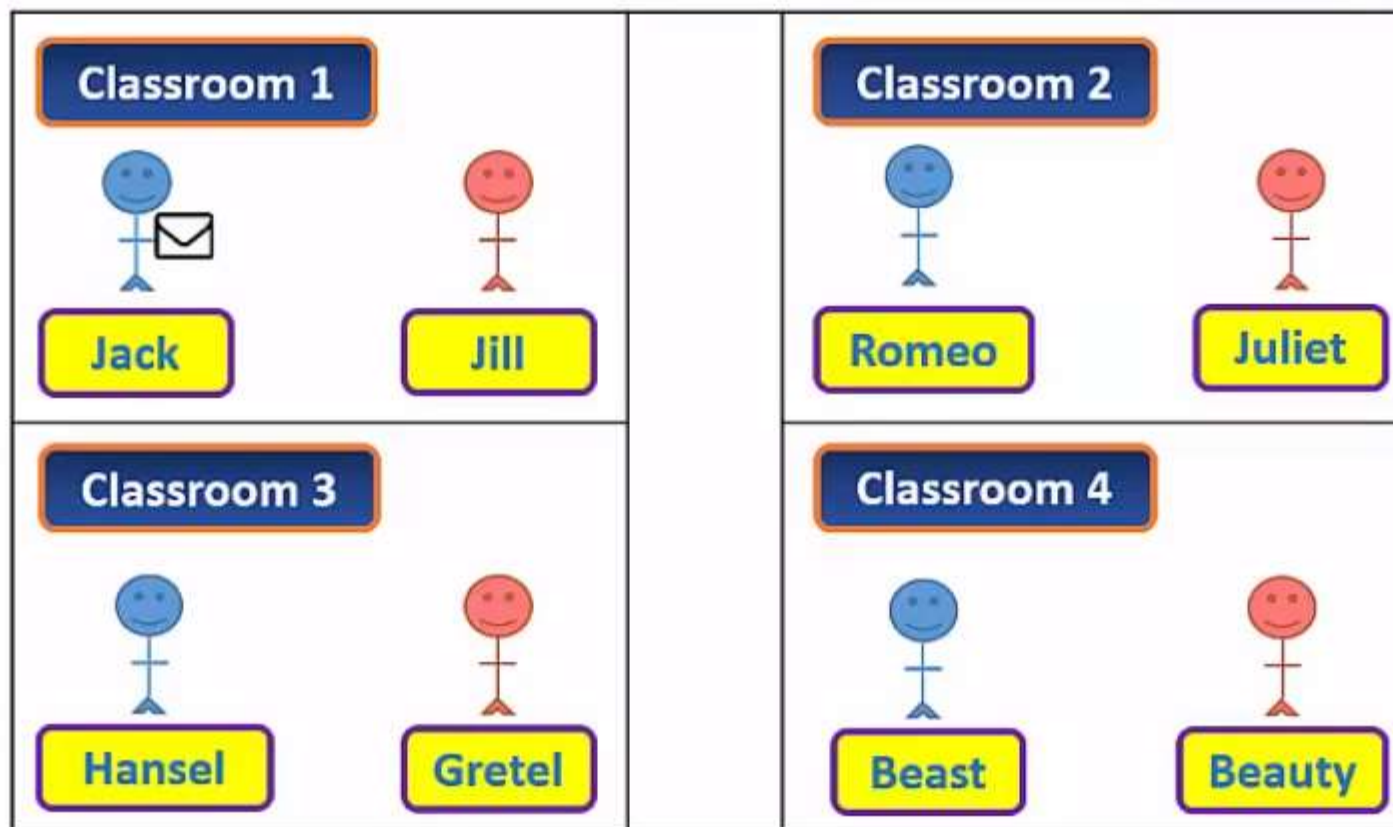 Classroom 1
Jack
Jill
Classroom 2
Romeo
Juliet
Classroom 3
Hansel
Gretel
Classroom 4
Beast
Beauty